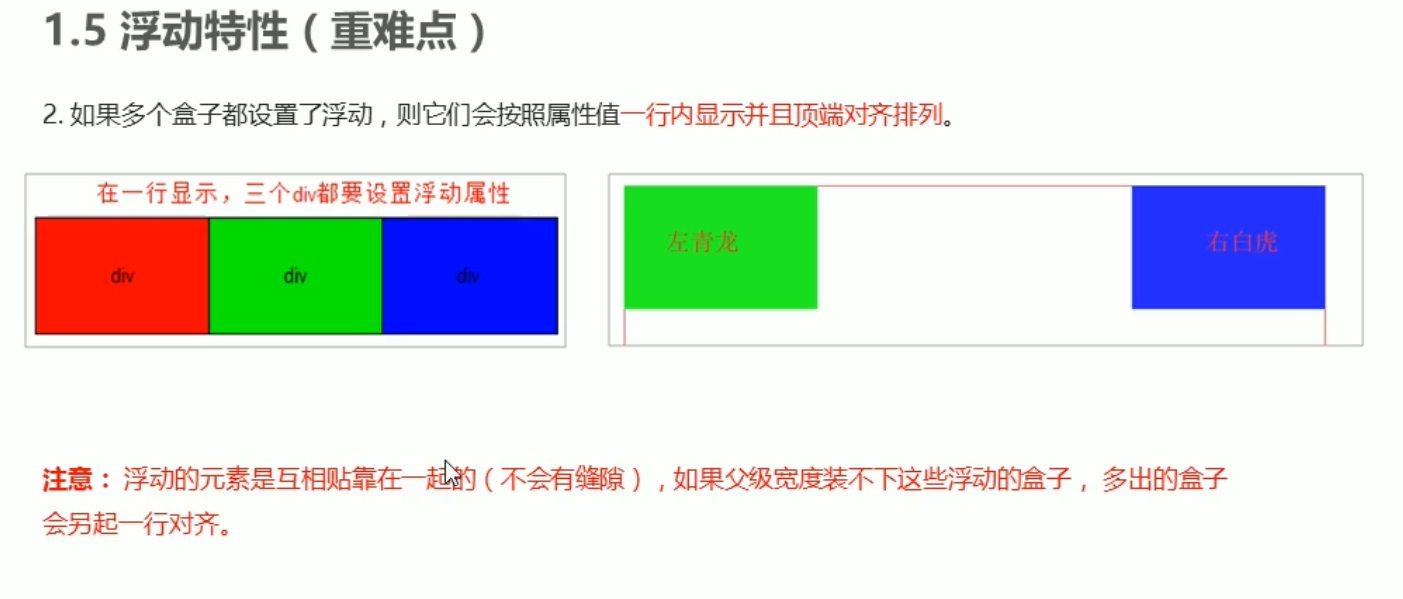 1.5 浮动特性（重难点）
2. 如果多个盒子都设置了浮动，则它们会按照属性值一行内显示并且顶端对齐排列。
在一行显示，三个div都要设置浮动属性
div
div
div
左青龙
右白虎
注意： 浮动的元素是互相贴靠在一起的（不会有缝隙），如果父级宽度装不下这些浮动的盒子， 多出的盒子
会另起一行对齐。